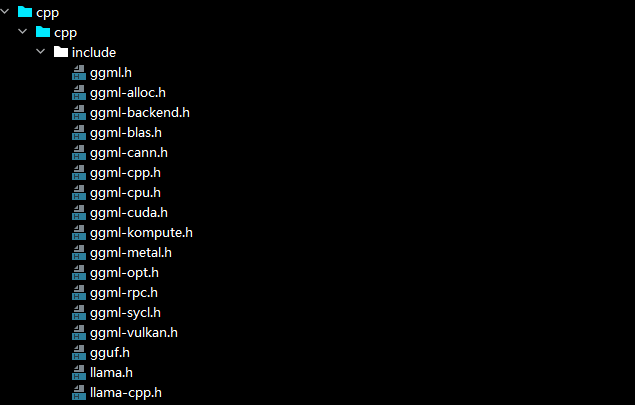 cpp
cpp
include
ggml.h
ggml-alloc.h
ggml-backend.h
ggml-blas.h
ggml-cann.h
ggml-cpp.h
ggml-cpu.h
ggml-cuda.h
ggml-kompute.h
ggml-metal.h
ggml-opt.h
ggml-rpc.h
ggml-sycl.h
ggml-vulkan.h
gguf.h
llama.h
llama-cpp.h